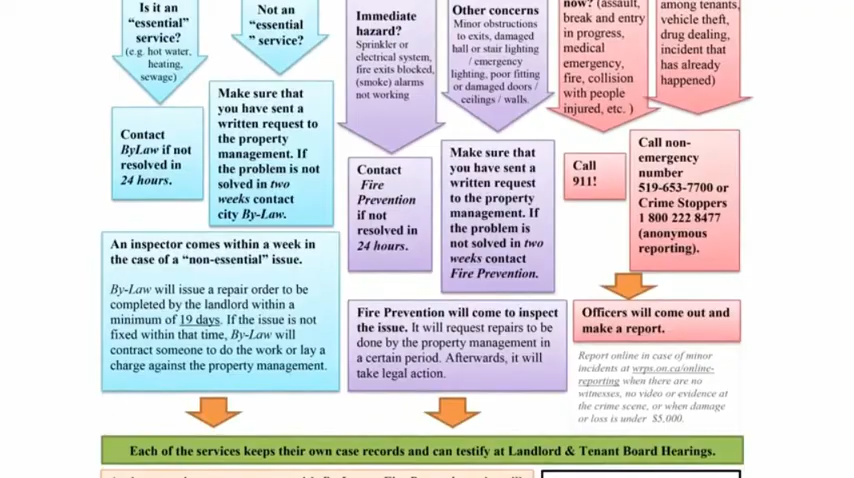 Is it an
“essential”
service?
(e.g. hot water,
heating,
sewage)
Not an
“essential
” service?
Immediate
hazard?
Sprinkler or
electrical system,
fire exits blocked,
(smoke) alarms
not working
Other concerns
Minor obstructions
to exits, damaged
hall or stair lighting
/ emergency
lighting, poor fitting
or damaged doors /
ceilings / walls.
now? (assault,
break and entry
in progress,
medical
emergency,
fire, collision
with people
injured, etc. )
among tenants,
vehicle theft,
drug dealing,
incident that
has already
happened)
Contact
ByLaw if not
resolved in
24 hours.
Make sure that
you have sent a
written request to
the property
management. If
the problem is not
solved in two
weeks contact
city By-Law.
Contact
Fire
Prevention
if not
resolved in
24 hours.
Make sure that
you have sent a
written request
to the property
management. If
the problem is
not solved in two
weeks contact
Fire Prevention.
Call
911!
Call non-
emergency
number
519-653-7700 or
Crime Stoppers
1 800 222 8477
(anonymous
reporting).
An inspector comes within a week in
the case of a “non-essential” issue.
By-Law will issue a repair order to be
completed by the landlord within a
minimum of 19 days. If the issue is not
fixed within that time, By-Law will
contract someone to do the work or lay a
charge against the property management.
Fire Prevention will come to inspect
the issue. It will request repairs to be
done by the property management in
a certain period. Afterwards, it will
take legal action.
Officers will come out and
make a report.
Report online in case of minor
incidents at wrps.on.ca/online-
reporting when there are no
witnesses, no video or evidence at
the crime scene, or when damage
or loss is under $5,000.
Each of the services keeps their own case records and can testify at Landlord & Tenant Board Hearings.